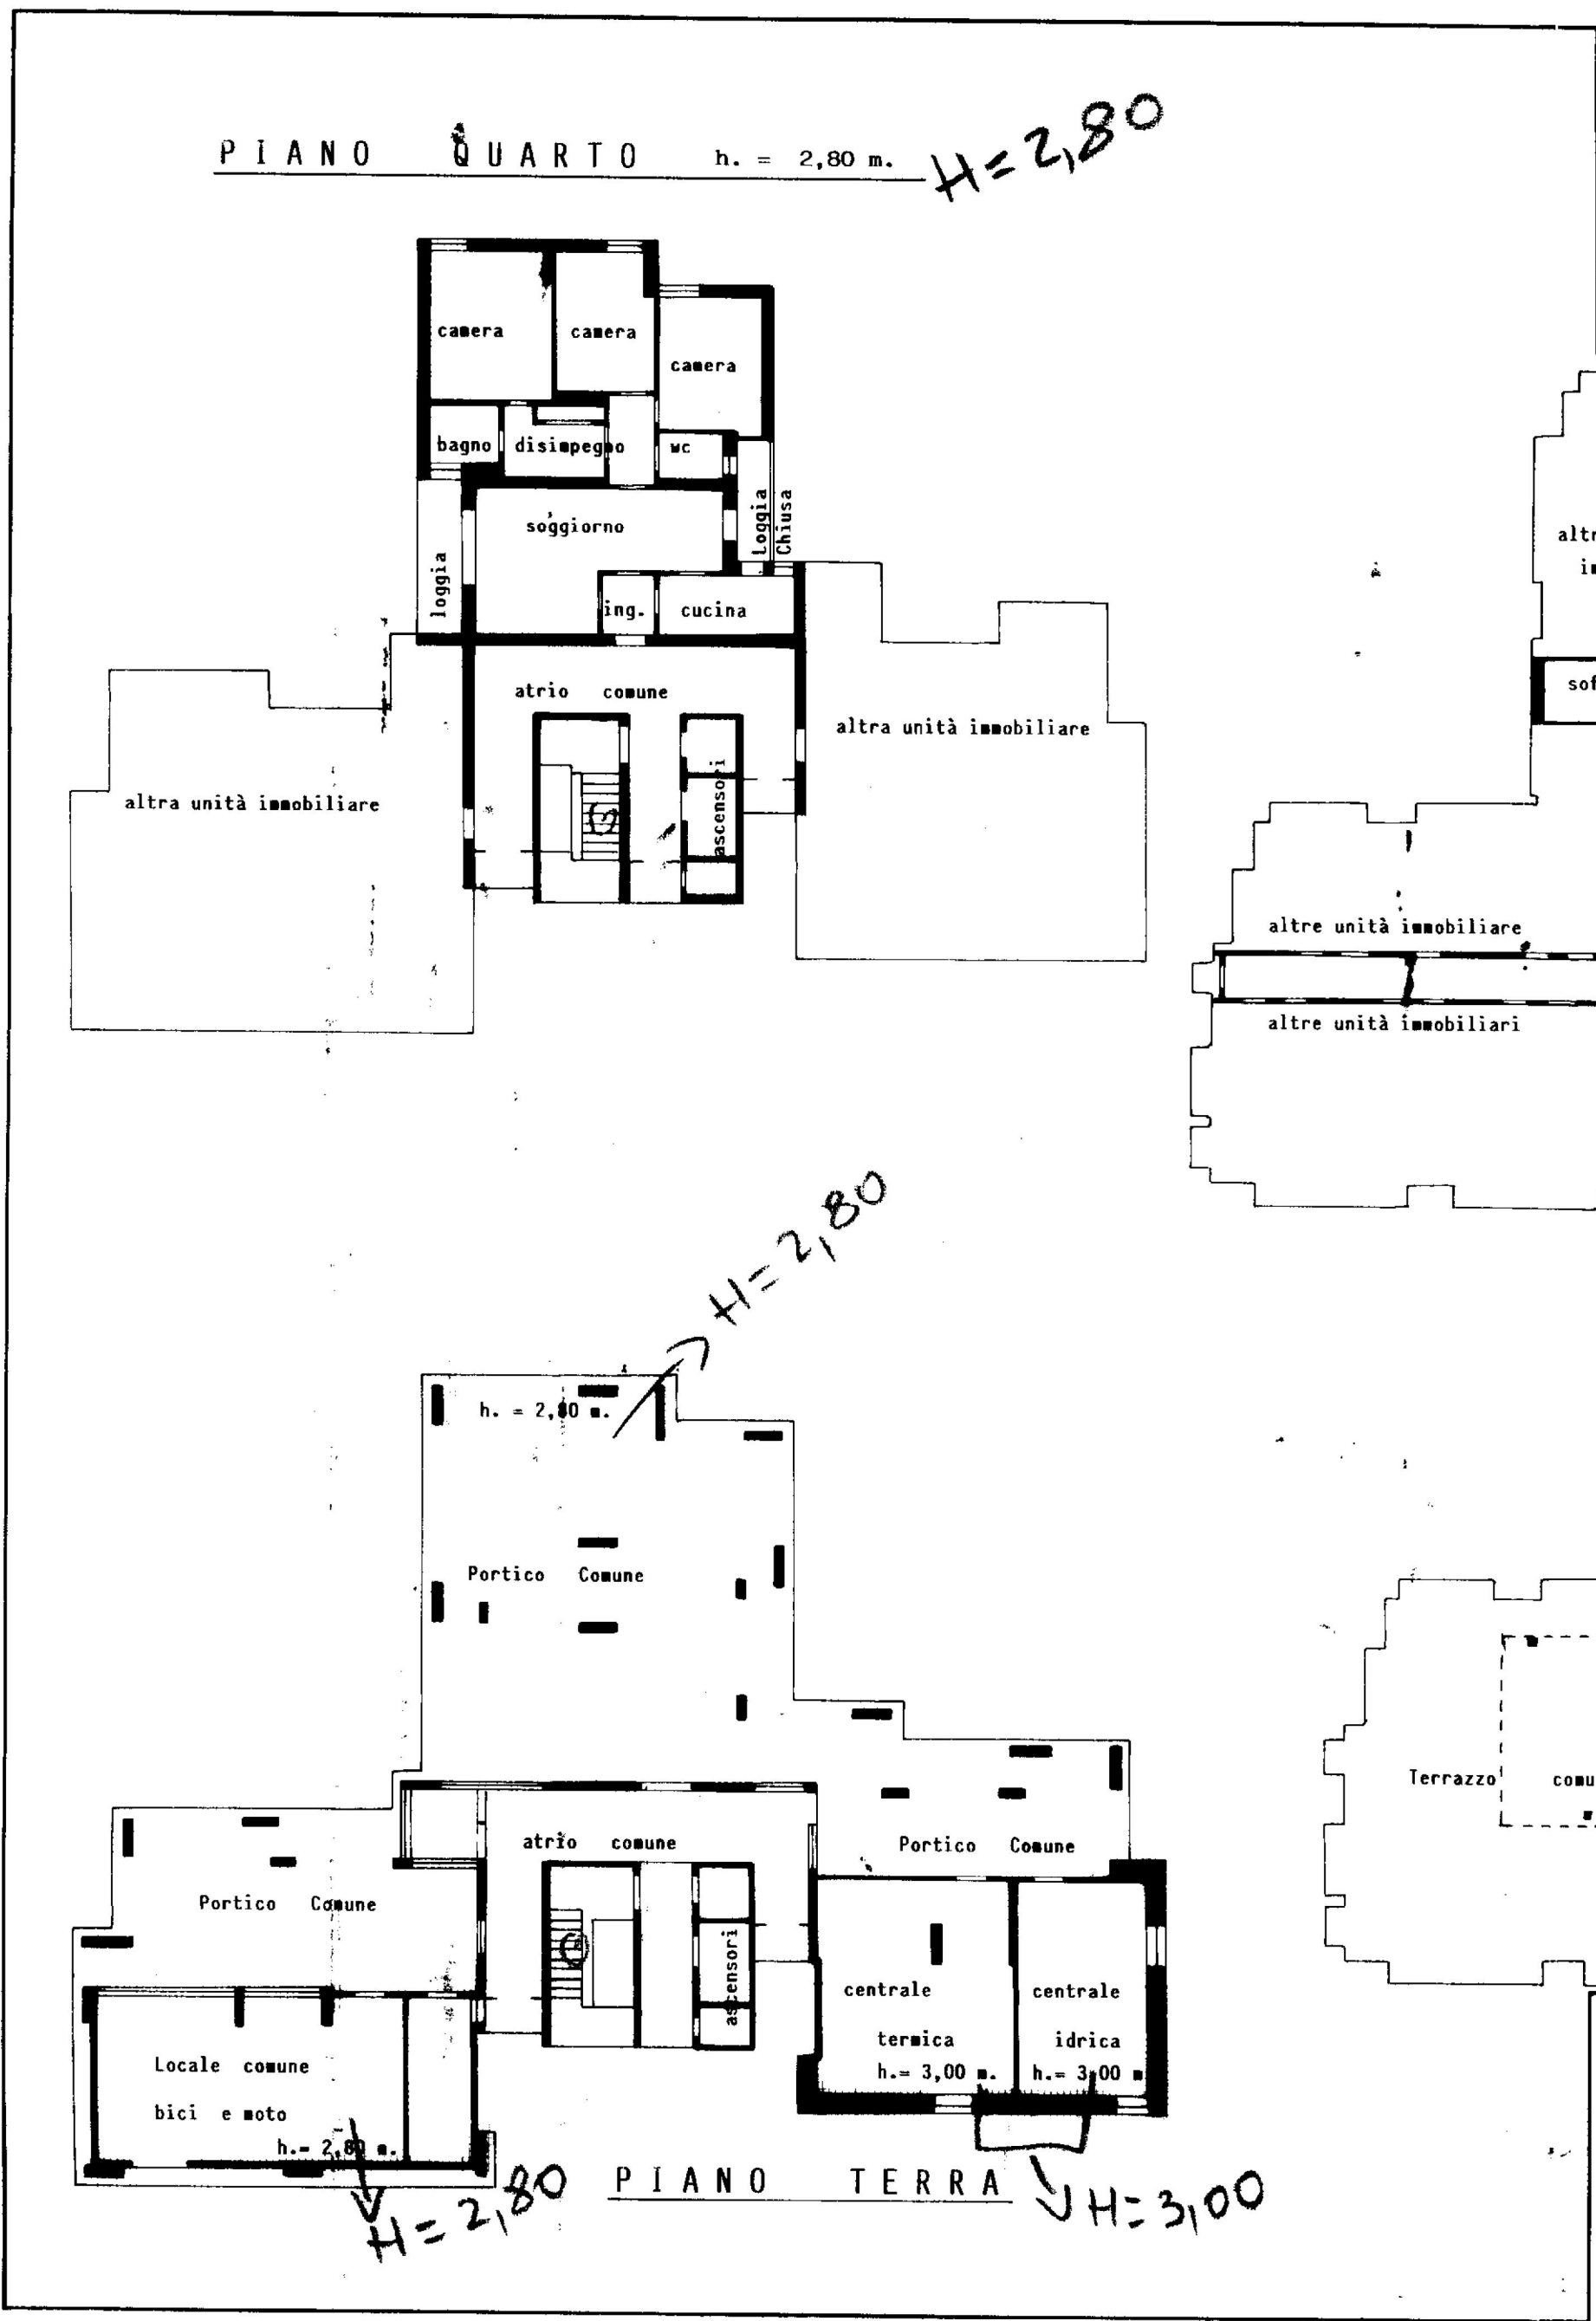 PIANO QUARTO h. = 2,80 m. H=2,80
camera
camera
camera
bagno
disimpegno
wc
soggiorno
loggia
Loggia
Chiusa
ing.
cucina
atrio comune
ascensori
altra unità immobiliare
altra unità immobiliare
altre unità immobiliare
altre unità immobiliari
H=2,80
h. = 2,80 m.
Portico Comune
Terrazzo
atrio comune
Portico Comune
Portico Comune
ascensori
centrale
termica
h.= 3,00 m.
centrale
idrica
h.= 3,00 m
Locale comune
bici e moto
h.= 2,80 m.
H=2,80
PIANO TERRA
H=3,00